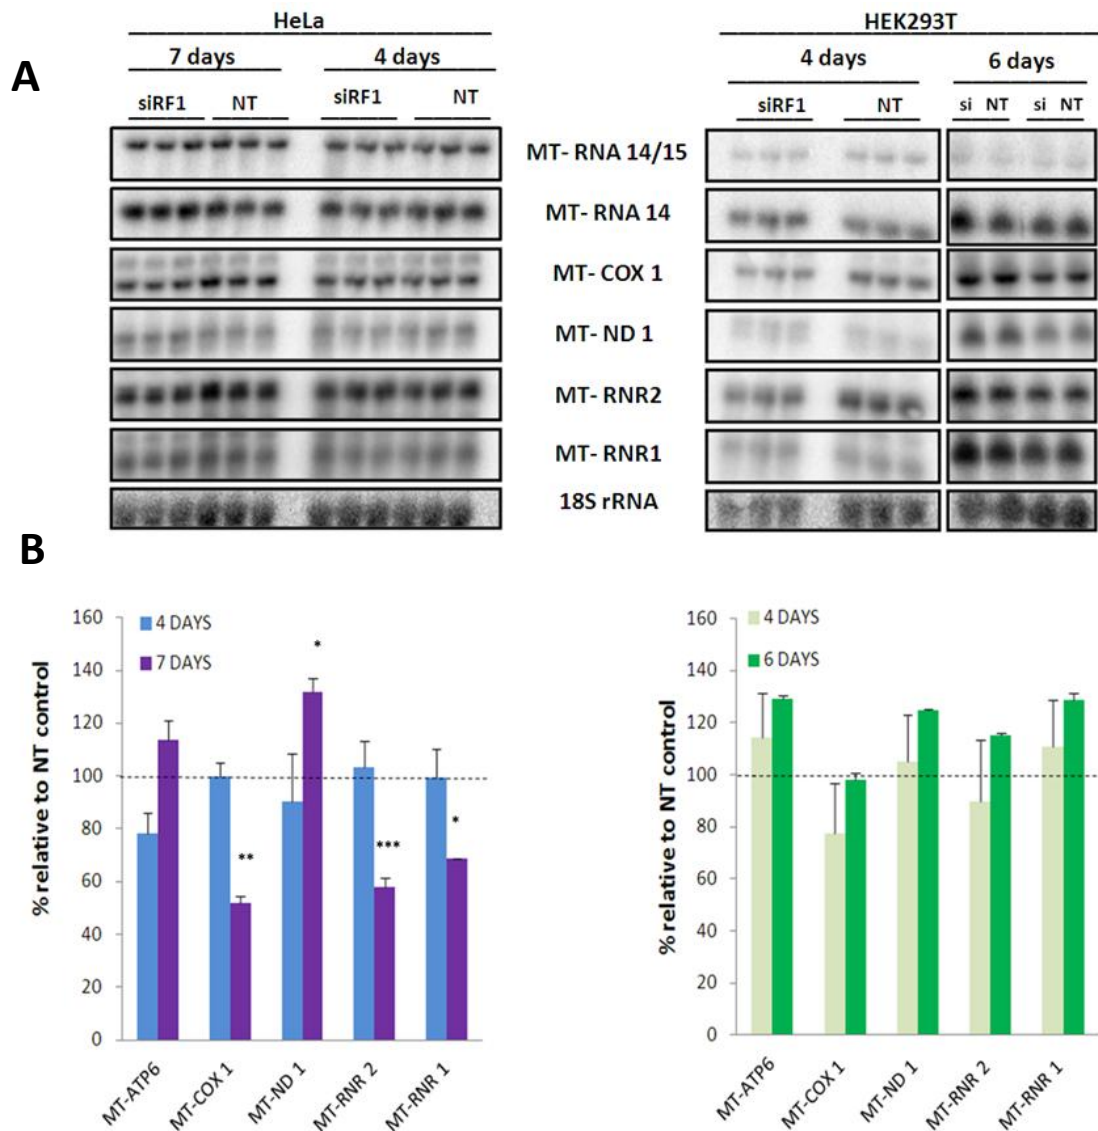 HeLa
HEK293T
A
7 days
4 days
4 days
6 days
siRF1
NT
siRF1
NT
siRF1
NT
si
NT
si
NT
MT- RNA 14/15
MT- RNA 14
MT- COX 1
MT- ND 1
MT- RNR2
MT- RNR1
18S rRNA
B
% relative to NT control
160
140
120
100
80
60
40
20
0
4 DAYS
7 DAYS
*
**
***
*
MT-ATP6
MT-COX 1
MT-ND 1
MT-RNR 2
MT-RNR 1
% relative to NT control
160
140
120
100
80
60
40
20
0
4 DAYS
6 DAYS
MT-ATP6
MT-COX 1
MT-ND 1
MT-RNR 2
MT-RNR 1